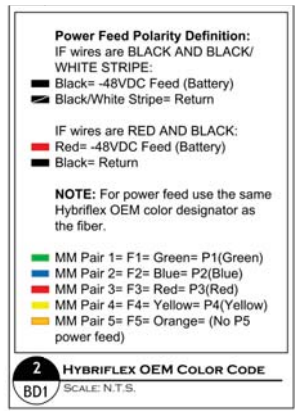 Power Feed Polarity Definition:
IF wires are BLACK AND BLACK/
WHITE STRIPE:
Black= -48VDC Feed (Battery)
Black/White Stripe= Return
IF wires are RED AND BLACK:
Red= -48VDC Feed (Battery)
Black= Return
NOTE: For power feed use the same
Hybriflex OEM color designator as
the fiber.
MM Pair 1= F1= Green= P1(Green)
MM Pair 2= F2= Blue= P2(Blue)
MM Pair 3= F3= Red= P3(Red)
MM Pair 4= F4= Yellow= P4(Yellow)
MM Pair 5= F5= Orange= (No P5
power feed)
2
BD1
HYBRIFLEX OEM COLOR CODE
SCALE: N.T.S.